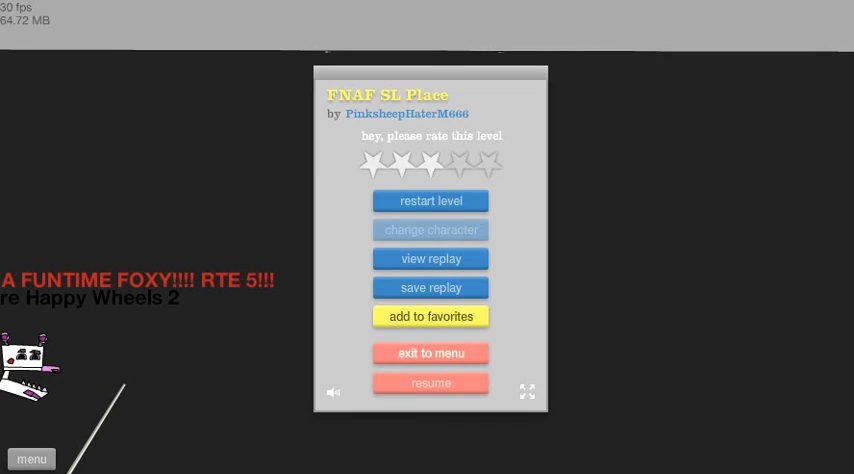 30 fps
64.72 MB
FNAF SL Place
by PinksheepHaterM666
hey, please rate this level
restart level
change character
view replay
save replay
add to favorites
exit to menu
resume
A FUNTIME FOXY!!!! RTE 5!!!
re Happy Wheels 2
menu